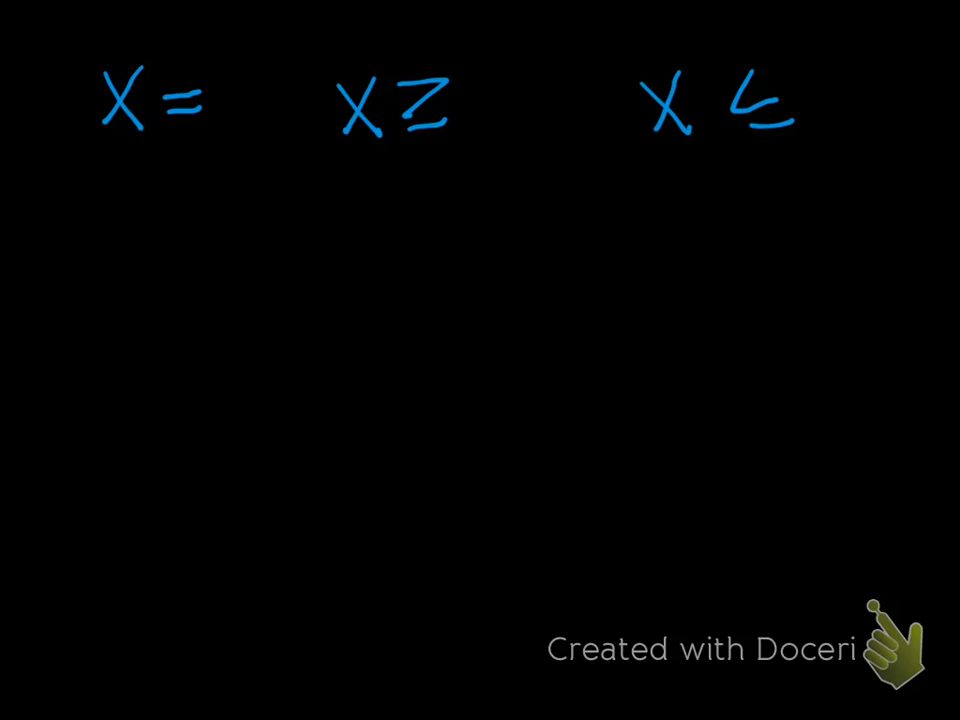 X = X ≥ X ≤
Created with Doceri